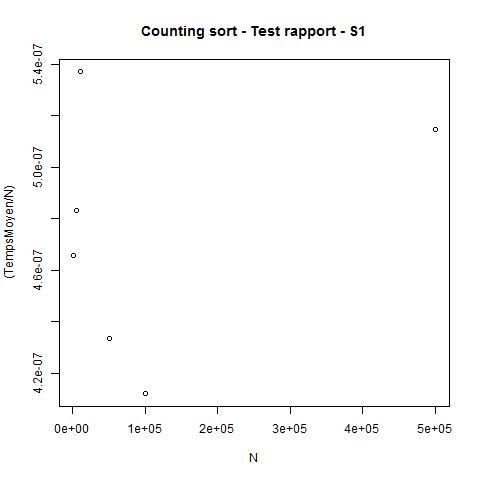 Counting sort - Test rapport - S1
(TempsMoyen/N)
5.4e-07
5.0e-07
4.6e-07
4.2e-07
0e+00 1e+05 2e+05 3e+05 4e+05 5e+05
N